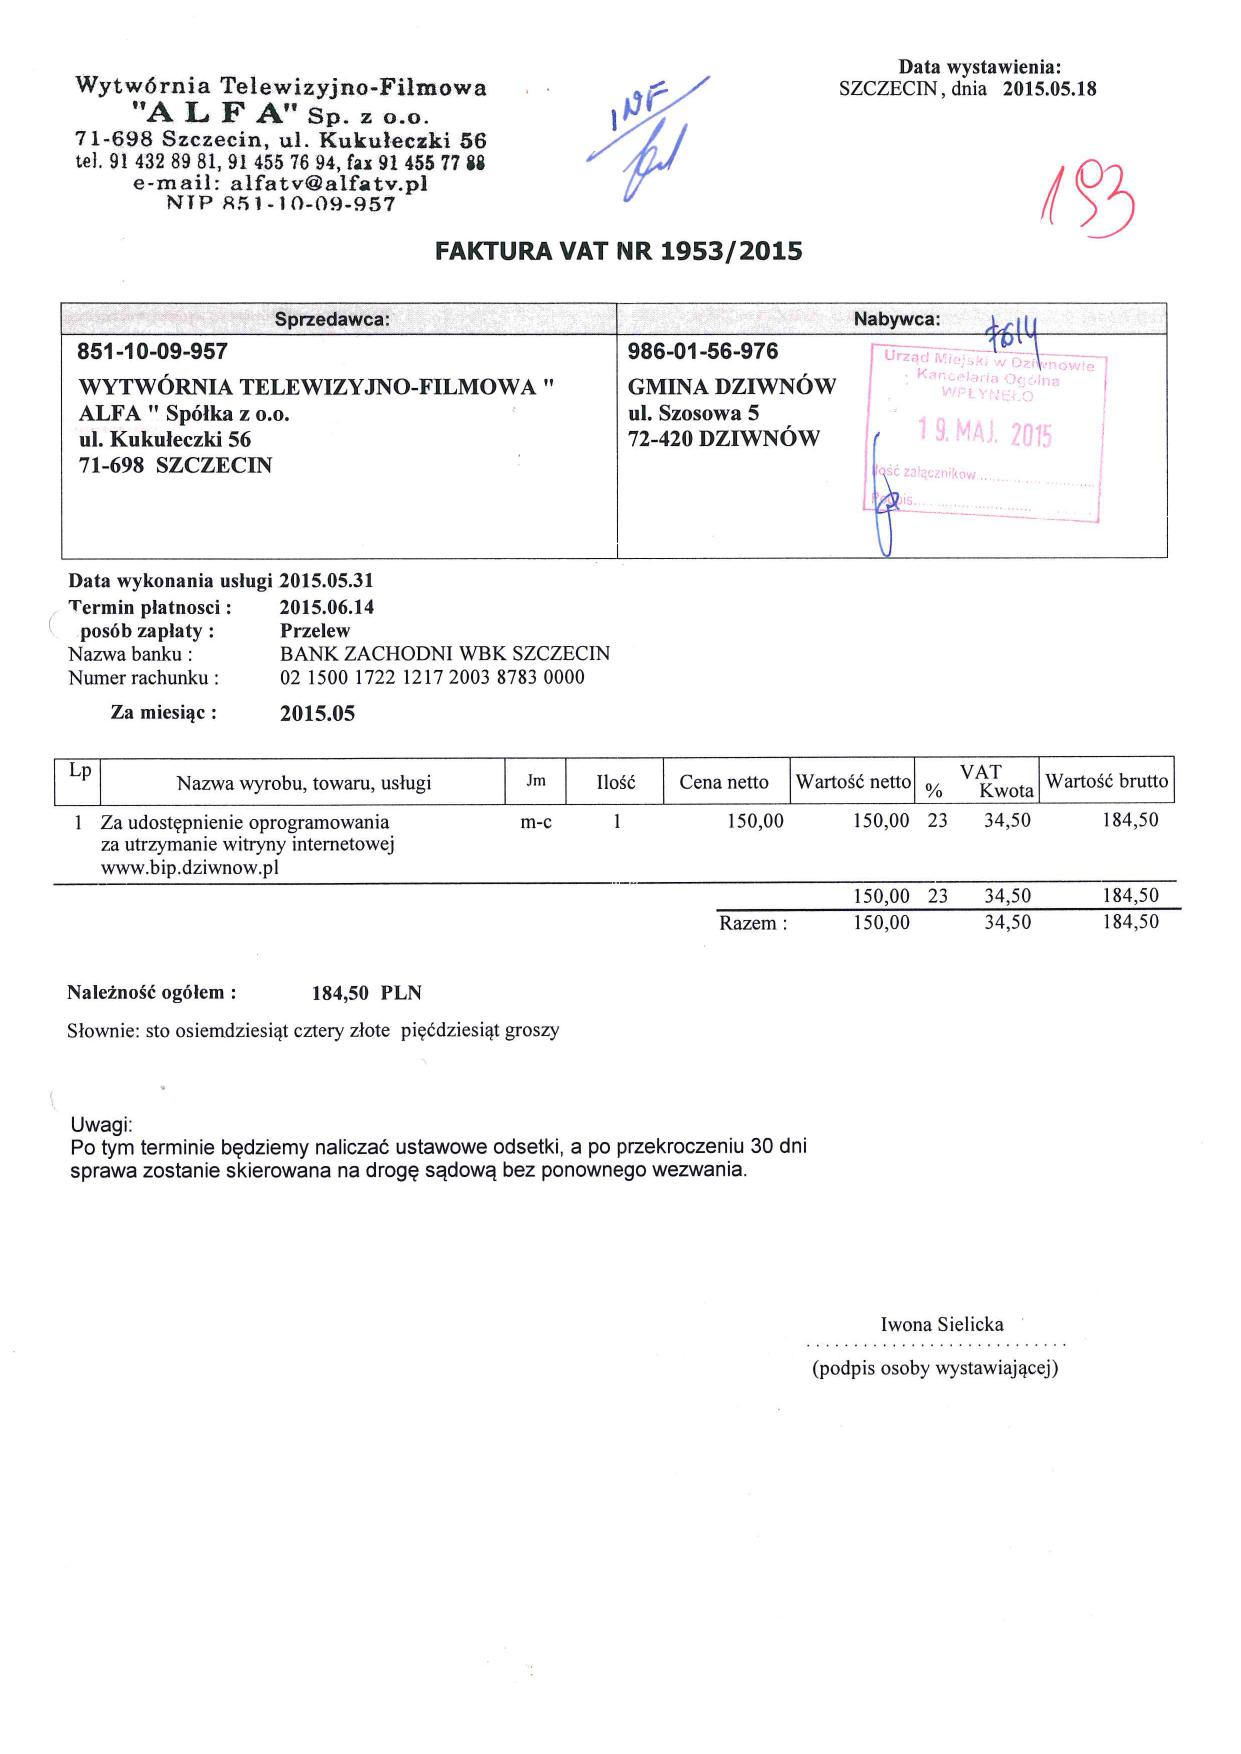 Wytwórnia Telewizyjno-Filmowa
"A L F A" Sp. z o.o.
71-698 Szczecin, ul. Kukułeczki 56
tel. 91 432 89 81, 91 455 76 94, fax 91 455 77 88
e-mail: alfatv@alfatv.pl
NIP 851-10-09-957
INF
Data wystawienia:
SZCZECIN, dnia 2015.05.18
193
FAKTURA VAT NR 1953/2015
Sprzedawca:
851-10-09-957
WYTWÓRNIA TELEWIZYJNO-FILMOWA "
ALFA " Spółka z o.o.
ul. Kukułeczki 56
71-698 SZCZECIN
Nabywca:
986-01-56-976
GMINA DZIWNÓW
ul. Szosowa 5
72-420 DZIWNÓW
7614
Urząd Miejski w Dziwnowie
Kancelaria Ogólna
WPŁYNĘŁO
19. MAJ. 2015
Ilość załączników
Podpis
Data wykonania usługi 2015.05.31
Termin płatnosci : 2015.06.14
posób zapłaty : Przelew
Nazwa banku : BANK ZACHODNI WBK SZCZECIN
Numer rachunku : 02 1500 1722 1217 2003 8783 0000
Za miesiąc : 2015.05
Lp Nazwa wyrobu, towaru, usługi Jm Ilość Cena netto Wartość netto VAT % Kwota Wartość brutto
1 Za udostępnienie oprogramowania m-c 1 150,00 150,00 23 34,50 184,50
za utrzymanie witryny internetowej
www.bip.dziwnow.pl
150,00 23 34,50 184,50
Razem : 150,00 34,50 184,50
Należność ogółem : 184,50 PLN
Słownie: sto osiemdziesiąt cztery złote pięćdziesiąt groszy
Uwagi:
Po tym terminie będziemy naliczać ustawowe odsetki, a po przekroczeniu 30 dni
sprawa zostanie skierowana na drogę sądową bez ponownego wezwania.
Iwona Sielicka
(podpis osoby wystawiającej)